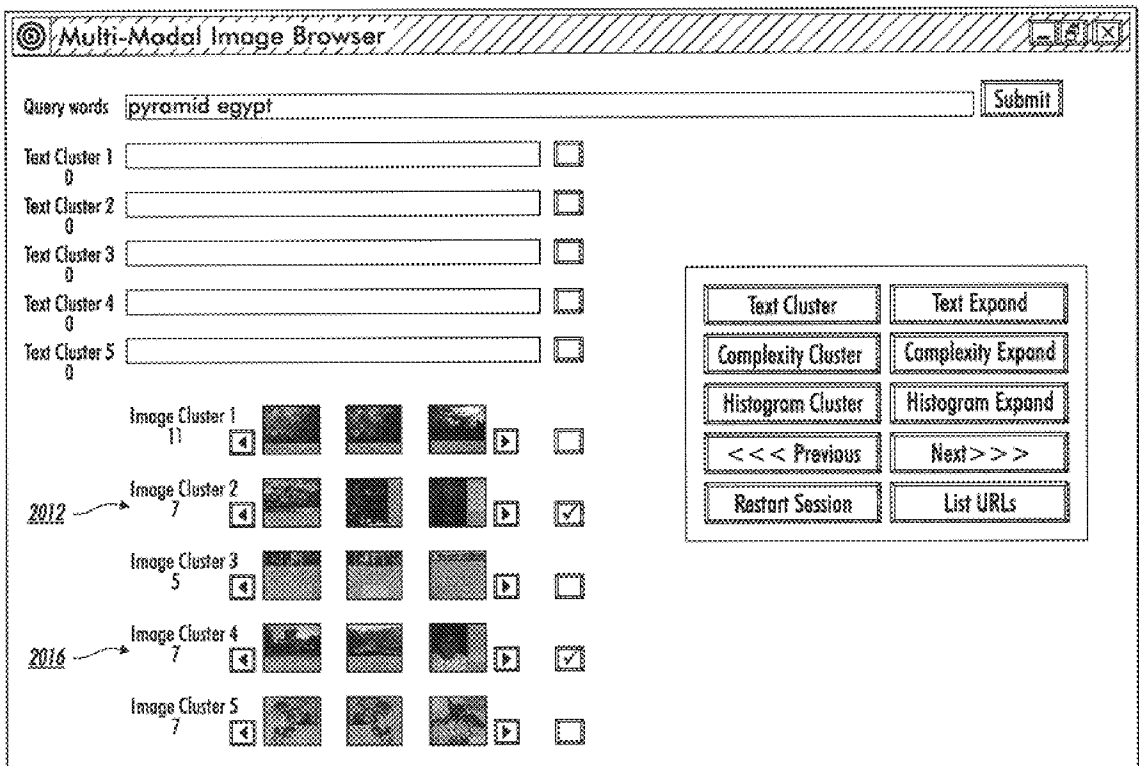 Multi-Modal Image Browser
Query words pyramid egypt Submit
Text Cluster 1
0
Text Cluster 2
0
Text Cluster 3
0
Text Cluster 4
0
Text Cluster 5
0
Text Cluster Text Expand
Complexity Cluster Complexity Expand
Histogram Cluster Histogram Expand
<<< Previous Next>>>
Restart Session List URLs
Image Cluster 1
11
2012 Image Cluster 2
7
Image Cluster 3
5
2016 Image Cluster 4
7
Image Cluster 5
7